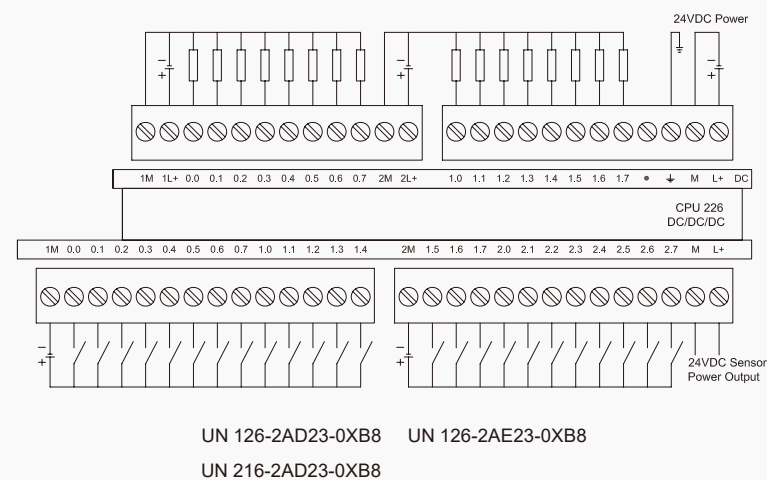 24VDC Power
1M 1L+ 0.0 0.1 0.2 0.3 0.4 0.5 0.6 0.7 2M 2L+ 1.0 1.1 1.2 1.3 1.4 1.5 1.6 1.7 M L+ DC
CPU 226
DC/DC/DC
1M 0.0 0.1 0.2 0.3 0.4 0.5 0.6 0.7 1.0 1.1 1.2 1.3 1.4 2M 1.5 1.6 1.7 2.0 2.1 2.2 2.3 2.4 2.5 2.6 2.7 M L+
24VDC Sensor
Power Output
UN 126-2AD23-0XB8 UN 126-2AE23-0XB8
UN 216-2AD23-0XB8